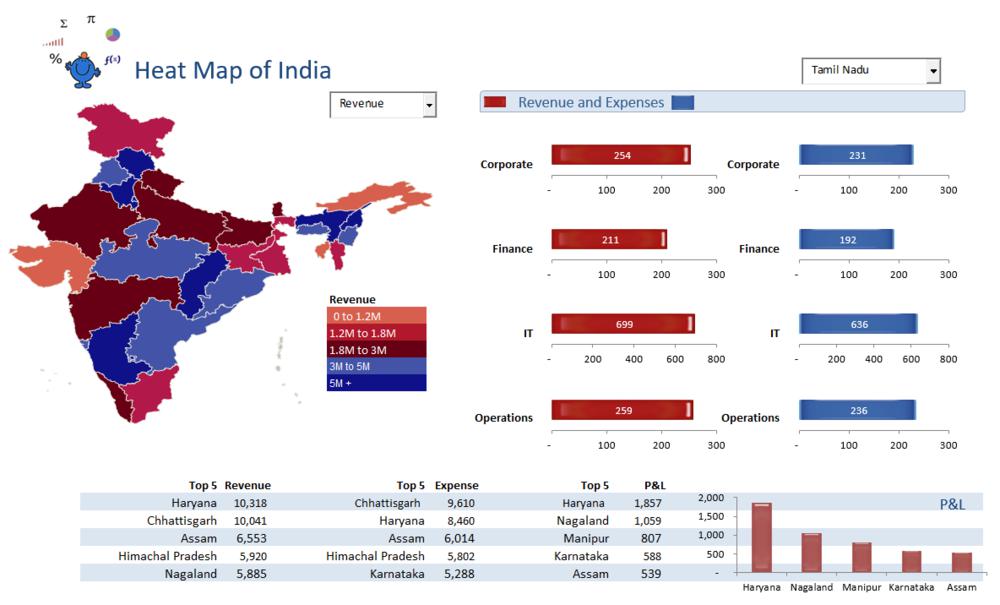 Σ π
% f(x)
Heat Map of India
Revenue
Tamil Nadu
Revenue and Expenses
Revenue
0 to 1.2M
1.2M to 1.8M
1.8M to 3M
3M to 5M
5M +
Corporate 254
- 100 200 300
Corporate 231
- 100 200 300
Finance 211
- 100 200 300
Finance 192
- 100 200 300
IT 699
- 200 400 600 800
IT 636
- 200 400 600 800
Operations 259
- 100 200 300
Operations 236
- 100 200 300
Top 5 Revenue
Haryana 10,318
Chhattisgarh 10,041
Assam 6,553
Himachal Pradesh 5,920
Nagaland 5,885
Top 5 Expense
Chhattisgarh 9,610
Haryana 8,460
Assam 6,014
Himachal Pradesh 5,802
Karnataka 5,288
Top 5 P&L
Haryana 1,857
Nagaland 1,059
Manipur 807
Karnataka 588
Assam 539
P&L
2,000
1,500
1,000
500
-
Haryana Nagaland Manipur Karnataka Assam